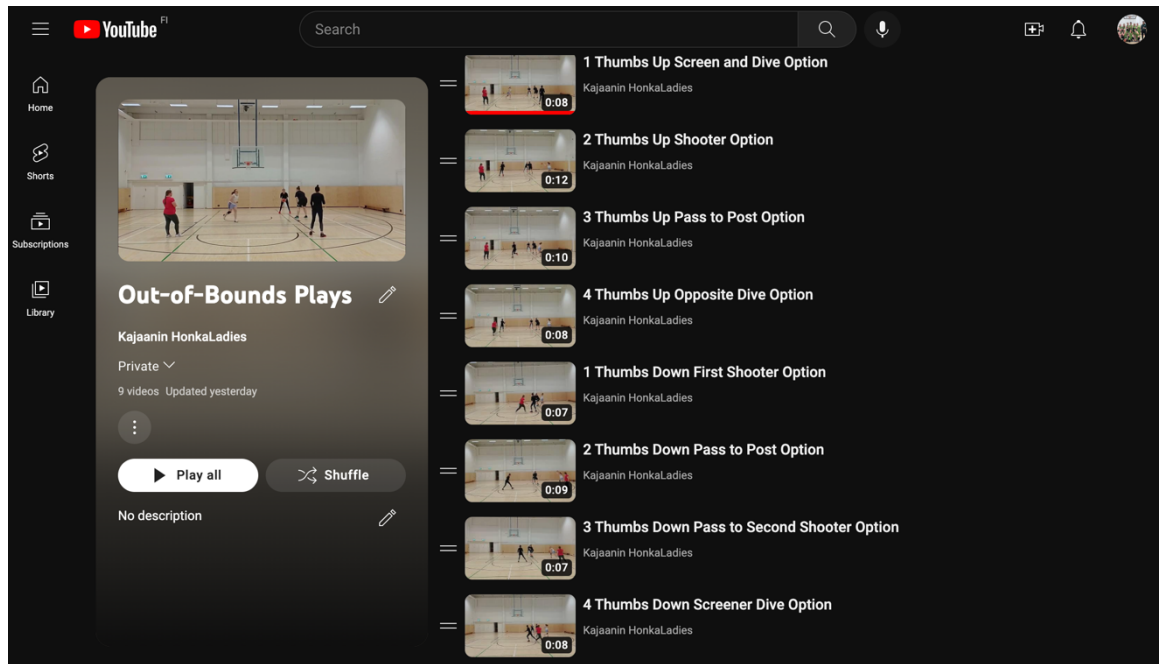 YouTube FI
Search
Home
Shorts
Subscriptions
Library
Out-of-Bounds Plays
Kajaanin HonkaLadies
Private
9 videos Updated yesterday
Play all
Shuffle
No description
1 Thumbs Up Screen and Dive Option
Kajaanin HonkaLadies
0:08
2 Thumbs Up Shooter Option
Kajaanin HonkaLadies
0:12
3 Thumbs Up Pass to Post Option
Kajaanin HonkaLadies
0:10
4 Thumbs Up Opposite Dive Option
Kajaanin HonkaLadies
0:08
1 Thumbs Down First Shooter Option
Kajaanin HonkaLadies
0:07
2 Thumbs Down Pass to Post Option
Kajaanin HonkaLadies
0:09
3 Thumbs Down Pass to Second Shooter Option
Kajaanin HonkaLadies
0:07
4 Thumbs Down Screener Dive Option
Kajaanin HonkaLadies
0:08